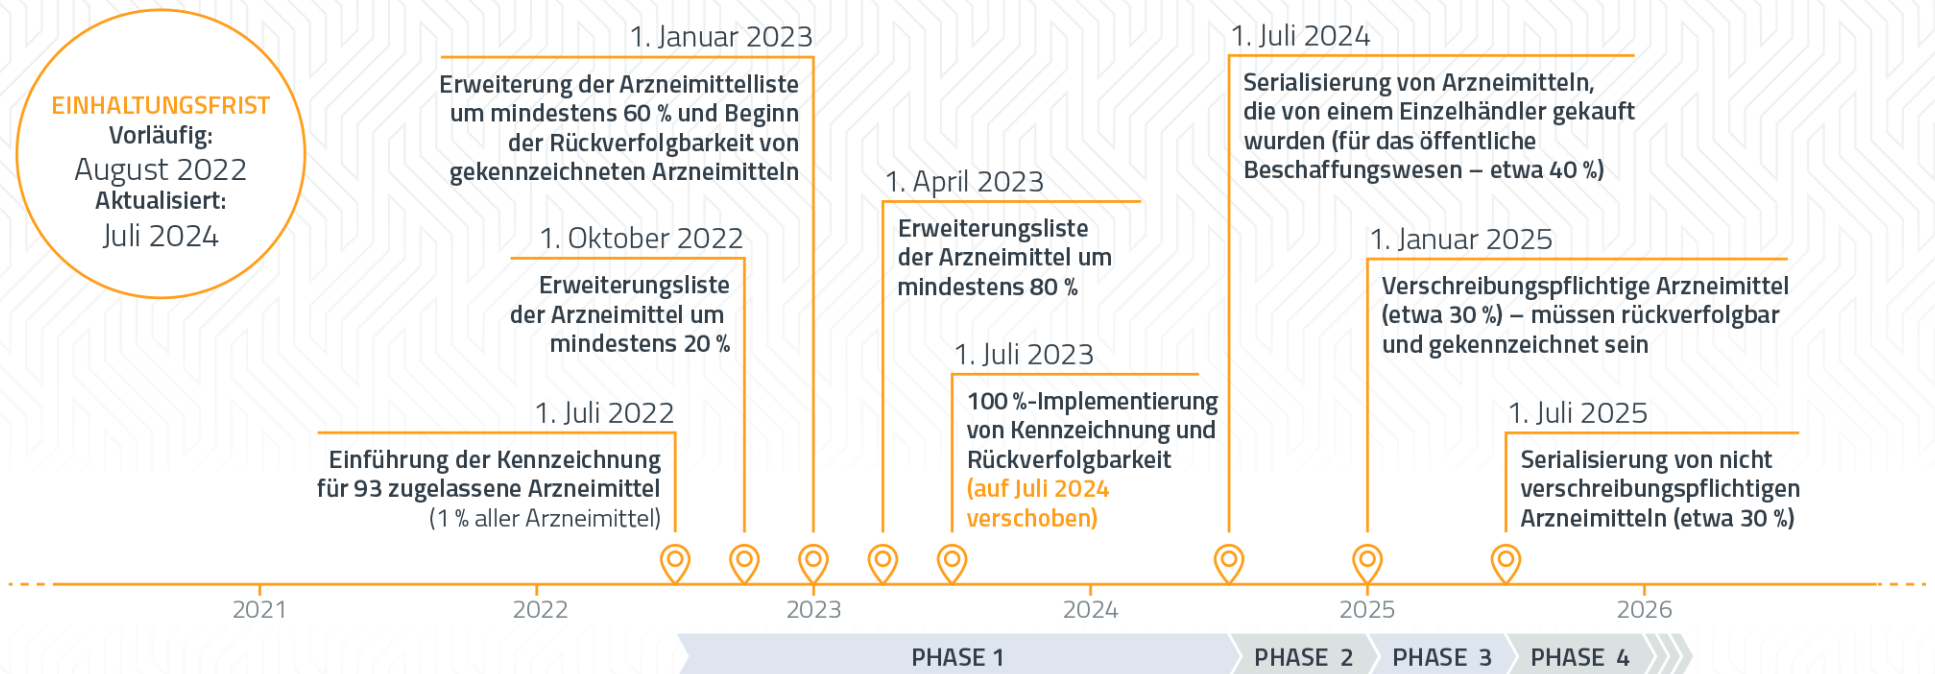 EINHALTUNGSFRIST
Vorläufig:
August 2022
Aktualisiert:
Juli 2024
1. Januar 2023
Erweiterung der Arzneimittelliste
um mindestens 60 % und Beginn
der Rückverfolgbarkeit von
gekennzeichneten Arzneimitteln
1. Oktober 2022
Erweiterungsliste
der Arzneimittel um
mindestens 20 %
1. Juli 2022
Einführung der Kennzeichnung
für 93 zugelassene Arzneimittel
(1 % aller Arzneimittel)
1. April 2023
Erweiterungsliste
der Arzneimittel um
mindestens 80 %
1. Juli 2023
100 %-Implementierung
von Kennzeichnung und
Rückverfolgbarkeit
(auf Juli 2024
verschoben)
1. Juli 2024
Serialisierung von Arzneimitteln,
die von einem Einzelhändler gekauft
wurden (für das öffentliche
Beschaffungswesen – etwa 40 %)
1. Januar 2025
Verschreibungspflichtige Arzneimittel
(etwa 30 %) – müssen rückverfolgbar
und gekennzeichnet sein
1. Juli 2025
Serialisierung von nicht
verschreibungspflichtigen
Arzneimitteln (etwa 30 %)
2021 2022 2023 2024 2025 2026
PHASE 1 PHASE 2 PHASE 3 PHASE 4